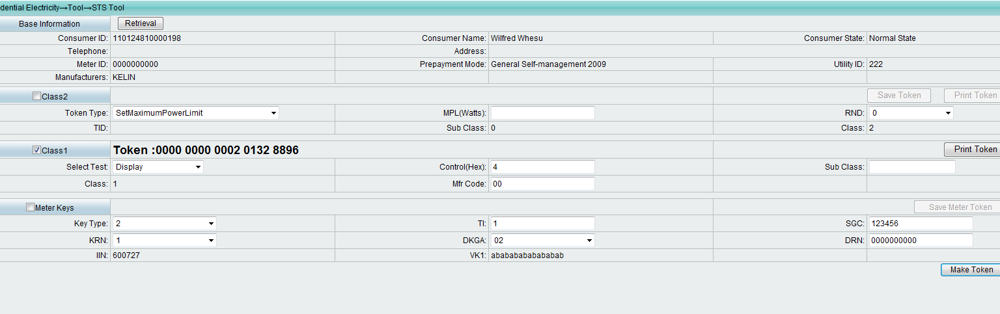 dential Electricity→Tool→STS Tool
Base Information Retrieval
Consumer ID: 110124810000198 Consumer Name: Wilfred Whesu Consumer State: Normal State
Telephone: Address:
Meter ID: 0000000000 Prepayment Mode: General Self-management 2009 Utility ID: 222
Manufacturers: KELIN
Class2 Save Token Print Token
Token Type: SetMaximumPowerLimit MPL(Watts): RND: 0
TID: Sub Class: 0 Class: 2
Class1 Token :0000 0000 0002 0132 8896 Print Token
Select Test: Display Control(Hex): 4 Sub Class:
Class: 1 Mfr Code: 00
Meter Keys Save Meter Token
Key Type: 2 TI: 1 SGC: 123456
KRN: 1 DKGA: 02 DRN: 0000000000
IIN: 600727 VK1: abababababababab
Make Token